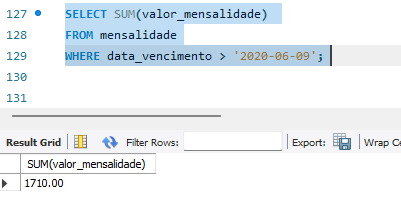 127 SELECT SUM(valor_mensalidade)
128 FROM mensalidade
129 WHERE data_vencimento > '2020-06-09';
130
131
Result Grid Filter Rows: Export: Wrap Ce
SUM(valor_mensalidade)
1710.00